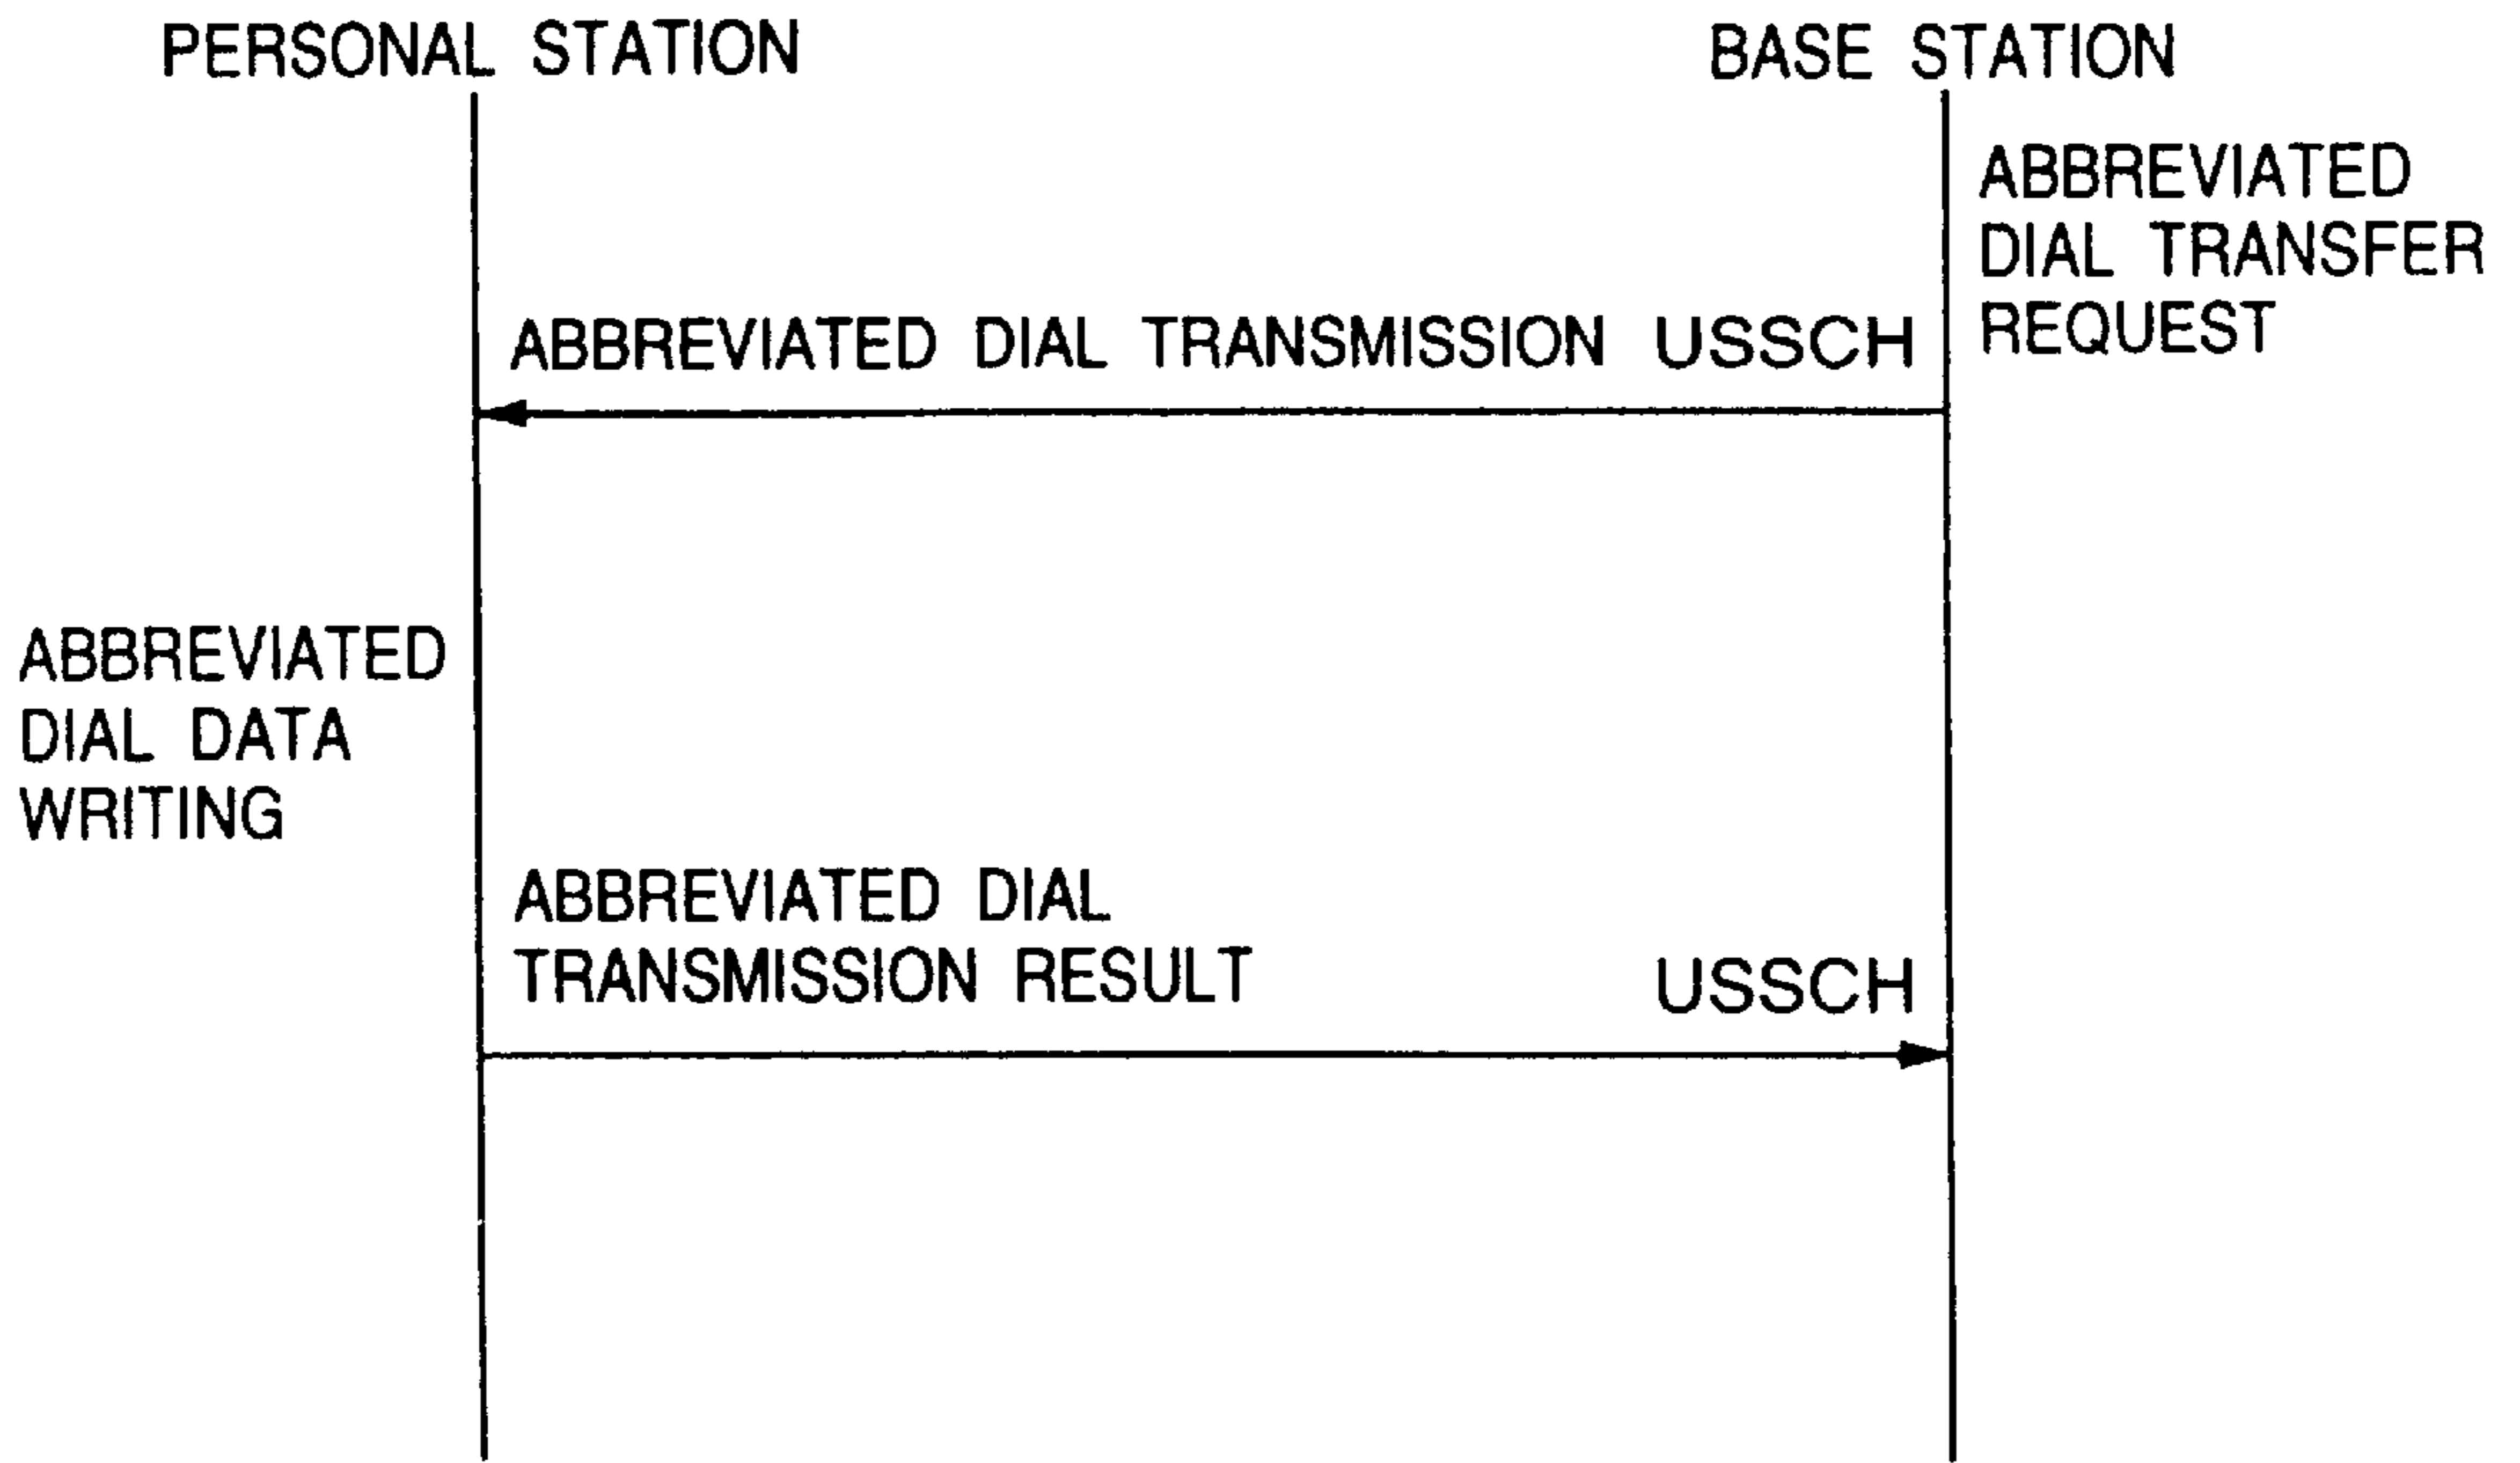 PERSONAL STATION
BASE STATION
ABBREVIATED
DIAL TRANSFER
REQUEST
ABBREVIATED DIAL TRANSMISSION USSCH
ABBREVIATED
DIAL DATA
WRITING
ABBREVIATED DIAL
TRANSMISSION RESULT
USSCH